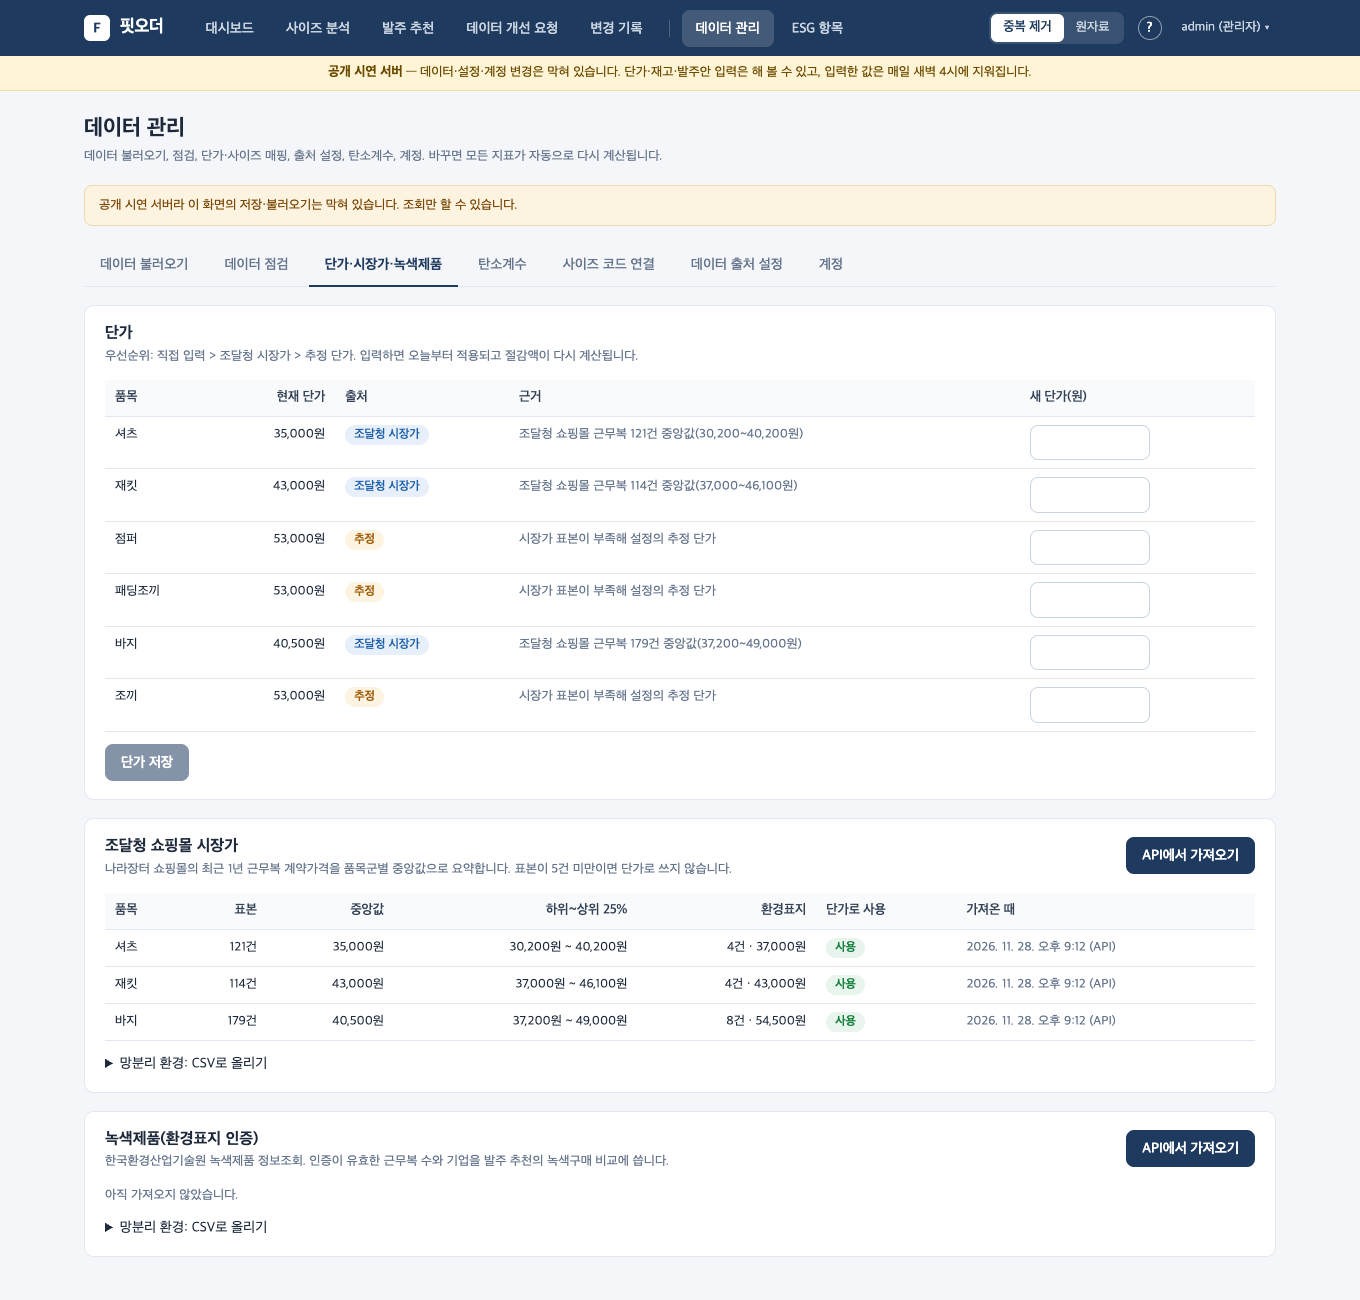 F 핏오더 대시보드 사이즈 분석 발주 추천 데이터 개선 요청 변경 기록 데이터 관리 ESG 항목 중복 제거 원자료 ? admin (관리자) ▾
공개 시연 서버 — 데이터·설정·계정 변경은 막혀 있습니다. 단가·재고·발주안 입력은 해 볼 수 있고, 입력한 값은 매일 새벽 4시에 지워집니다.
데이터 관리
데이터 불러오기, 점검, 단가·사이즈 매핑, 출처 설정, 탄소계수, 계정. 바꾸면 모든 지표가 자동으로 다시 계산됩니다.
공개 시연 서버라 이 화면의 저장·불러오기는 막혀 있습니다. 조회만 할 수 있습니다.
데이터 불러오기 데이터 점검 단가·시장가·녹색제품 탄소계수 사이즈 코드 연결 데이터 출처 설정 계정
단가
우선순위: 직접 입력 > 조달청 시장가 > 추정 단가. 입력하면 오늘부터 적용되고 절감액이 다시 계산됩니다.
품목 현재 단가 출처 근거 새 단가(원)
셔츠 35,000원 조달청 시장가 조달청 쇼핑몰 근무복 121건 중앙값(30,200~40,200원)
재킷 43,000원 조달청 시장가 조달청 쇼핑몰 근무복 114건 중앙값(37,000~46,100원)
점퍼 53,000원 추정 시장가 표본이 부족해 설정의 추정 단가
패딩조끼 53,000원 추정 시장가 표본이 부족해 설정의 추정 단가
바지 40,500원 조달청 시장가 조달청 쇼핑몰 근무복 179건 중앙값(37,200~49,000원)
조끼 53,000원 추정 시장가 표본이 부족해 설정의 추정 단가
단가 저장
조달청 쇼핑몰 시장가 API에서 가져오기
나라장터 쇼핑몰의 최근 1년 근무복 계약가격을 품목군별 중앙값으로 요약합니다. 표본이 5건 미만이면 단가로 쓰지 않습니다.
품목 표본 중앙값 하위~상위 25% 환경표지 단가로 사용 가져온 때
셔츠 121건 35,000원 30,200원 ~ 40,200원 4건 · 37,000원 사용 2026. 11. 28. 오후 9:12 (API)
재킷 114건 43,000원 37,000원 ~ 46,100원 4건 · 43,000원 사용 2026. 11. 28. 오후 9:12 (API)
바지 179건 40,500원 37,200원 ~ 49,000원 8건 · 54,500원 사용 2026. 11. 28. 오후 9:12 (API)
▶ 망분리 환경: CSV로 올리기
녹색제품(환경표지 인증) API에서 가져오기
한국환경산업기술원 녹색제품 정보조회. 인증이 유효한 근무복 수와 기업을 발주 추천의 녹색구매 비교에 씁니다.
아직 가져오지 않았습니다.
▶ 망분리 환경: CSV로 올리기